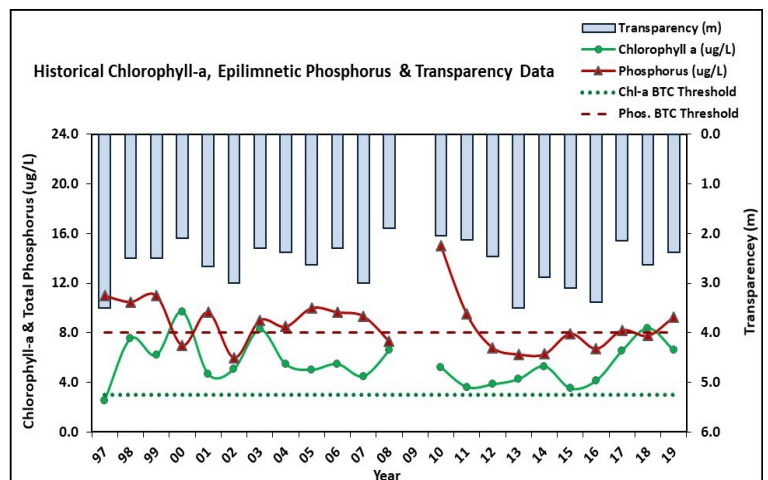 Historical Chlorophyll-a, Epilimnetic Phosphorus & Transparency Data
Transparency (m)
Chlorophyll a (ug/L)
Phosphorus (ug/L)
Chl-a BTC Threshold
Phos. BTC Threshold
Chlorophyll-a & Total Phosphorus (ug/L)
24.0
20.0
16.0
12.0
8.0
4.0
0.0
0.0
1.0
2.0
3.0
4.0
5.0
6.0
Transparencey (m)
97 98 99 00 01 02 03 04 05 06 07 08 09 10 11 12 13 14 15 16 17 18 19
Year